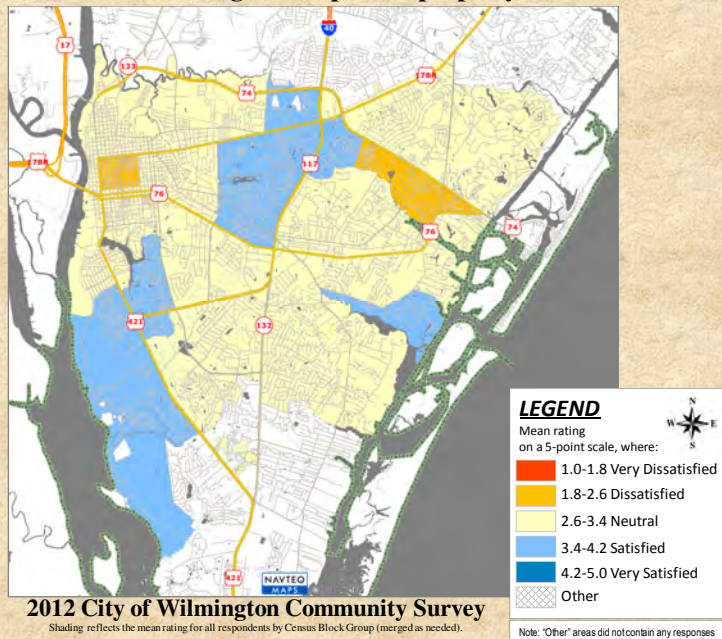 40
17
133
74
178R
117
178R
76
76
74
421
132
421
NAVTEQ
MAPS
LEGEND
N
W
E
S
Mean rating
on a 5-point scale, where:
1.0-1.8 Very Dissatisfied
1.8-2.6 Dissatisfied
2.6-3.4 Neutral
3.4-4.2 Satisfied
4.2-5.0 Very Satisfied
Other
2012 City of Wilmington Community Survey
Shading reflects the mean rating for all respondents by Census Block Group (merged as needed).
Note: "Other" areas did not contain any responses